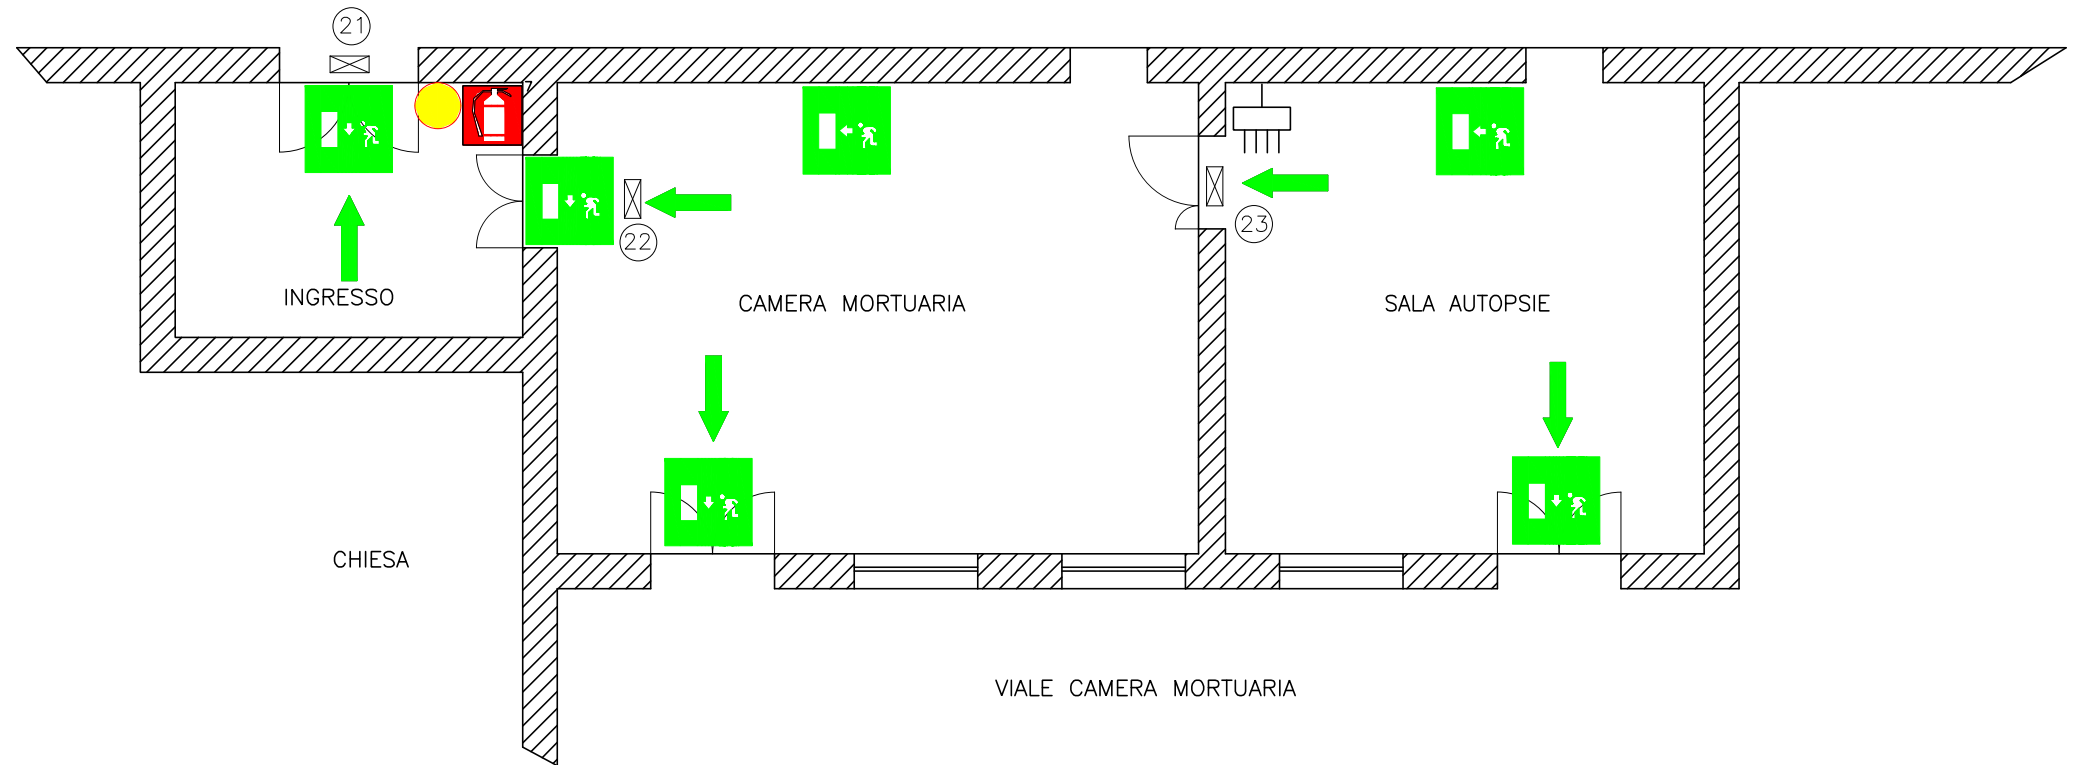 21
22
23
INGRESSO
CAMERA MORTUARIA
SALA AUTOPSIE
CHIESA
VIALE CAMERA MORTUARIA